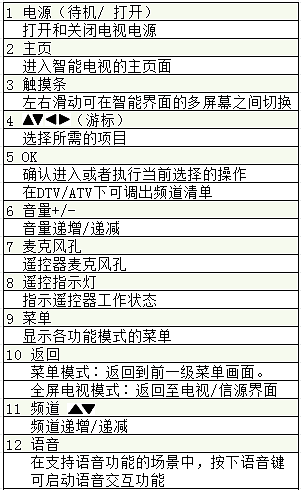 1 电源（待机/ 打开）
打开和关闭电视电源
2 主页
进入智能电视的主页面
3 触摸条
左右滑动可在智能界面的多屏幕之间切换
4 ▲▼◀▶（游标）
选择所需的项目
5 OK
确认进入或者执行当前选择的操作
在DTV/ATV下可调出频道清单
6 音量+/-
音量递增/递减
7 麦克风孔
遥控器麦克风孔
8 遥控指示灯
指示遥控器工作状态
9 菜单
显示各功能模式的菜单
10 返回
菜单模式：返回到前一级菜单画面。
全屏电视模式：返回至电视/信源界面
11 频道 ▲▼
频道递增/递减
12 语音
在支持语音功能的场景中，按下语音键
可启动语音交互功能